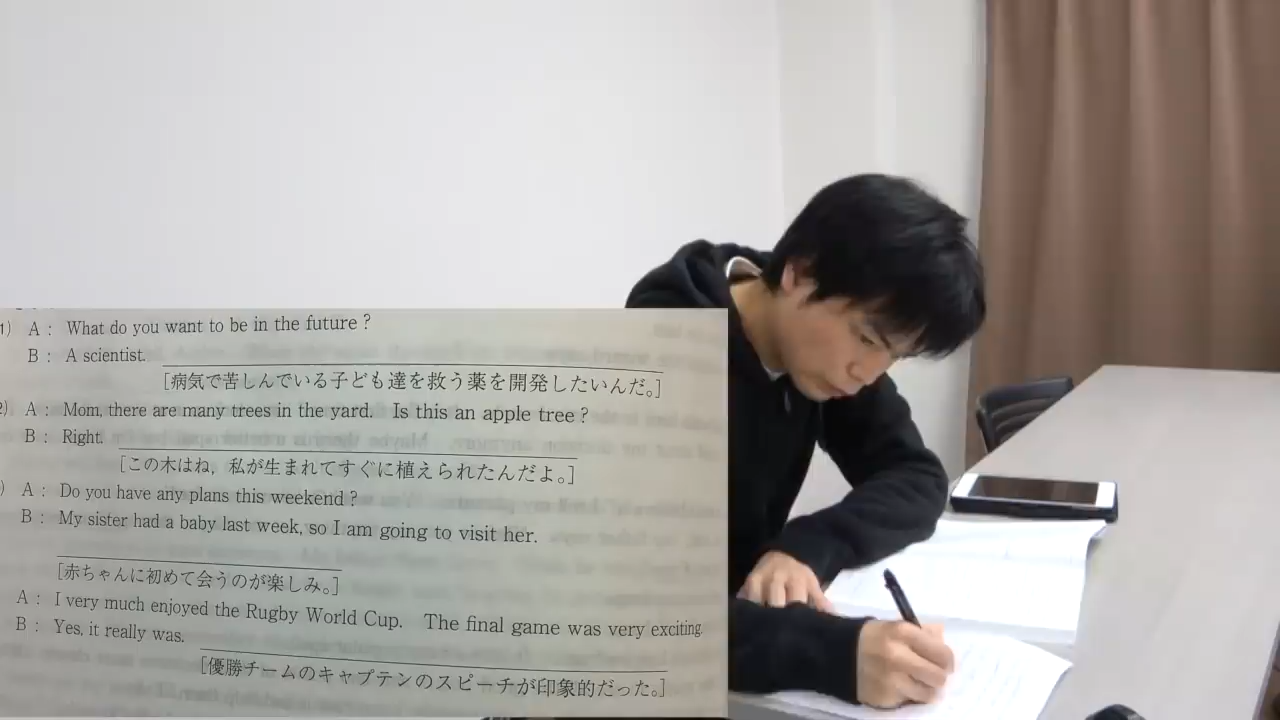 1) A : What do you want to be in the future ?
B : A scientist.
[病気で苦しんでいる子ども達を救う薬を開発したいんだ。]
2) A : Mom, there are many trees in the yard. Is this an apple tree ?
B : Right.
[この木はね，私が生まれてすぐに植えられたんだよ。]
) A : Do you have any plans this weekend ?
B : My sister had a baby last week, so I am going to visit her.
[赤ちゃんに初めて会うのが楽しみ。]
A : I very much enjoyed the Rugby World Cup. The final game was very exciting.
B : Yes, it really was.
[優勝チームのキャプテンのスピーチが印象的だった。]